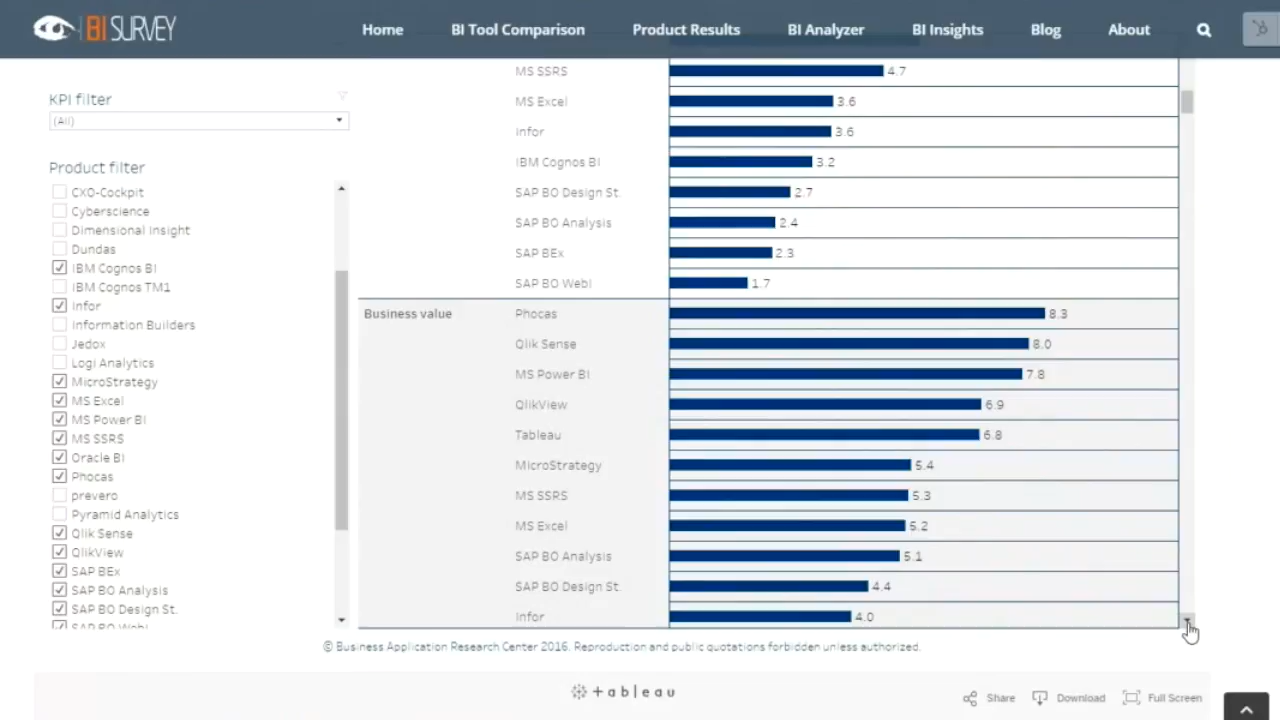 BI SURVEY
Home BI Tool Comparison Product Results BI Analyzer BI Insights Blog About
KPI filter
(All)
Product filter
CXO-Cockpit
Cyberscience
Dimensional Insight
Dundas
IBM Cognos BI
IBM Cognos TM1
Infor
Information Builders
Jedox
Logi Analytics
MicroStrategy
MS Excel
MS Power BI
MS SSRS
Oracle BI
Phocas
prevero
Pyramid Analytics
Qlik Sense
QlikView
SAP BEx
SAP BO Analysis
SAP BO Design St.
SAP BO WebI
MS SSRS 4.7
MS Excel 3.6
Infor 3.6
IBM Cognos BI 3.2
SAP BO Design St. 2.7
SAP BO Analysis 2.4
SAP BEx 2.3
SAP BO WebI 1.7
Business value Phocas 8.3
Qlik Sense 8.0
MS Power BI 7.8
QlikView 6.9
Tableau 6.8
MicroStrategy 5.4
MS SSRS 5.3
MS Excel 5.2
SAP BO Analysis 5.1
SAP BO Design St. 4.4
Infor 4.0
© Business Application Research Center 2016. Reproduction and public quotations forbidden unless authorized.
+ a b l e a u
Share Download Full Screen